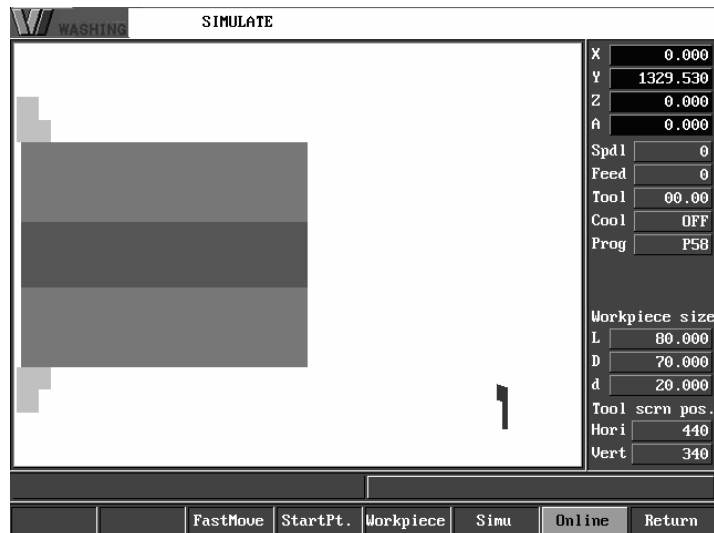 WASHING SIMULATE
X 0.000
Y 1329.530
Z 0.000
A 0.000
Spdl 0
Feed 0
Tool 00.00
Cool OFF
Prog P58
Workpiece size
L 80.000
D 70.000
d 20.000
Tool scrn pos.
Hori 440
Vert 340
FastMove StartPt. Workpiece Simu Online Return